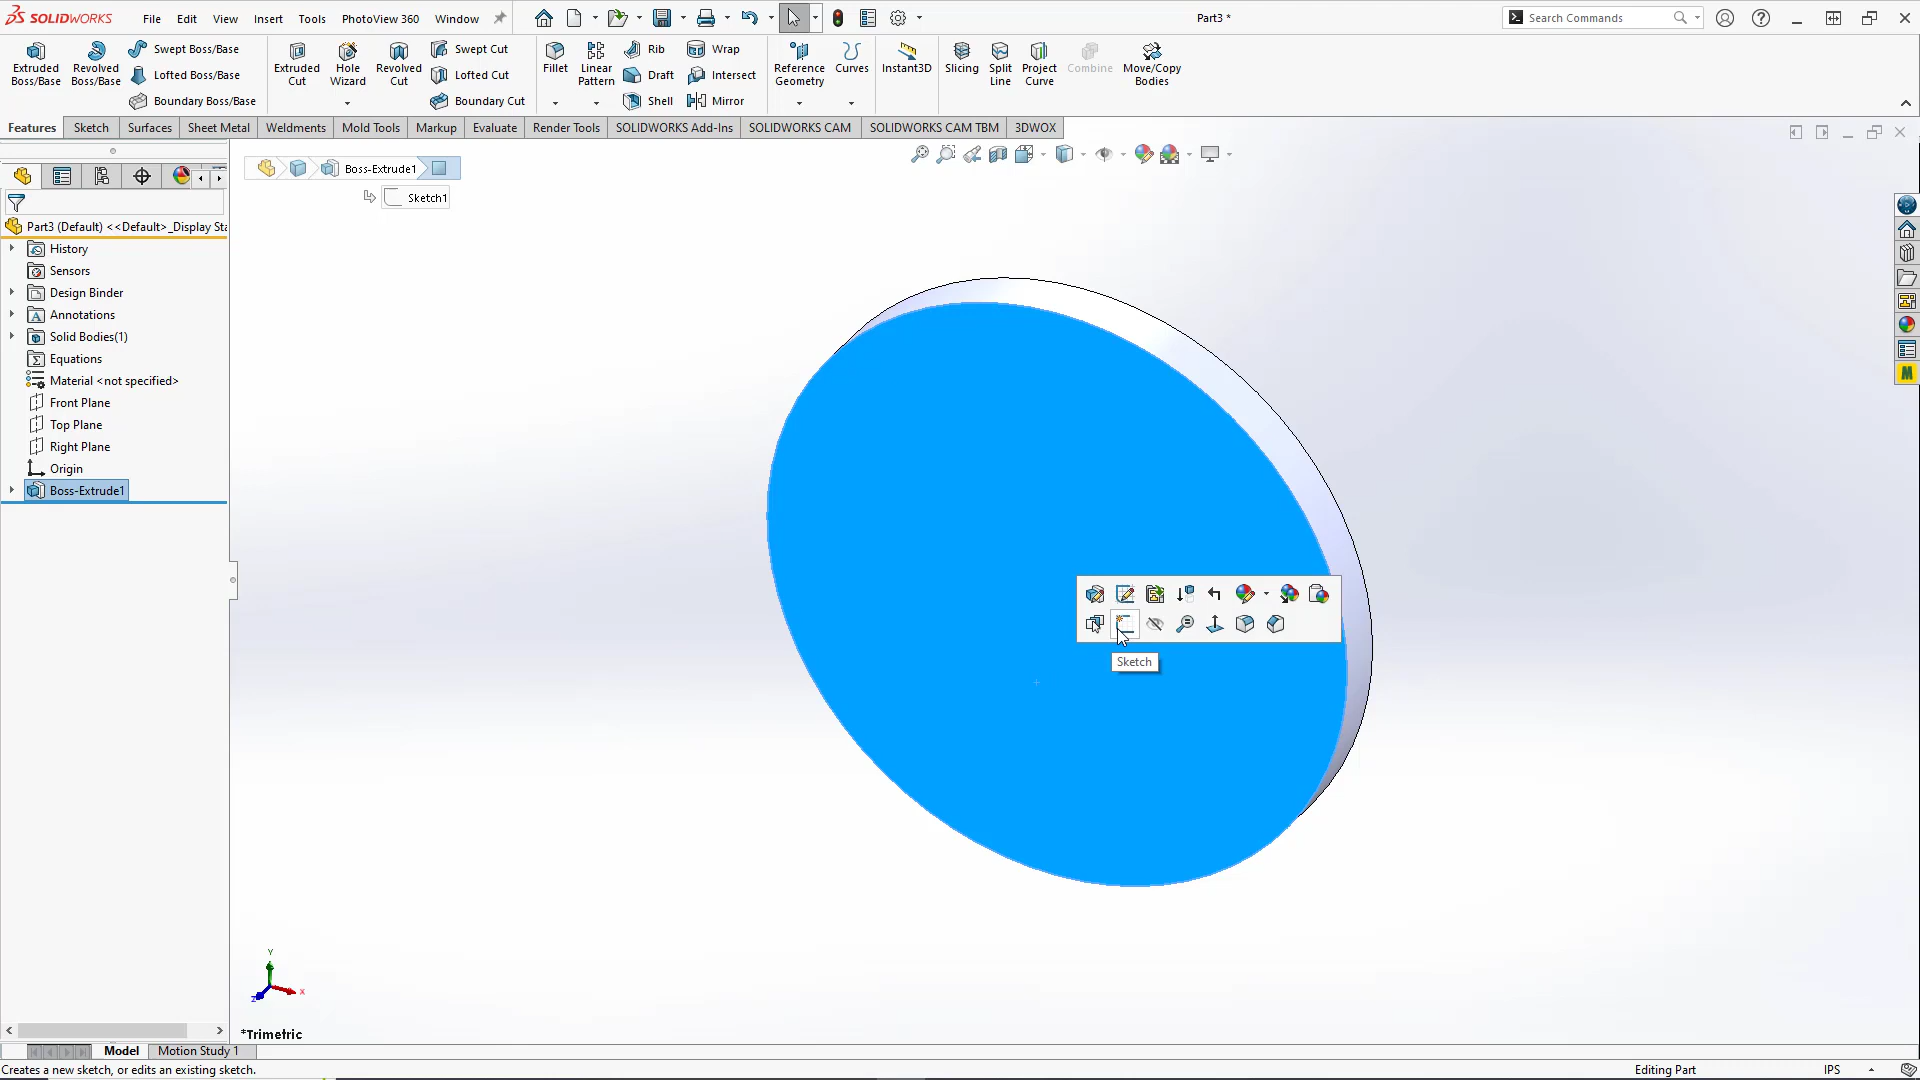 SOLIDWORKS File Edit View Insert Tools PhotoView 360 Window Part3 * Search Commands
Extruded Boss/Base
Revolved Boss/Base
Swept Boss/Base
Lofted Boss/Base
Boundary Boss/Base
Extruded Cut
Hole Wizard
Revolved Cut
Swept Cut
Lofted Cut
Boundary Cut
Fillet
Linear Pattern
Rib
Draft
Shell
Wrap
Intersect
Mirror
Reference Geometry
Curves
Instant3D
Slicing
Split Line
Project Curve
Combine
Move/Copy Bodies
Features Sketch Surfaces Sheet Metal Weldments Mold Tools Markup Evaluate Render Tools SOLIDWORKS Add-Ins SOLIDWORKS CAM SOLIDWORKS CAM TBM 3DWOX
Boss-Extrude1
Sketch1
Part3 (Default) <<Default>_Display Sta
History
Sensors
Design Binder
Annotations
Solid Bodies(1)
Equations
Material <not specified>
Front Plane
Top Plane
Right Plane
Origin
Boss-Extrude1
Sketch
Y
X
Z
*Trimetric
Model Motion Study 1
Creates a new sketch, or edits an existing sketch. Editing Part IPS